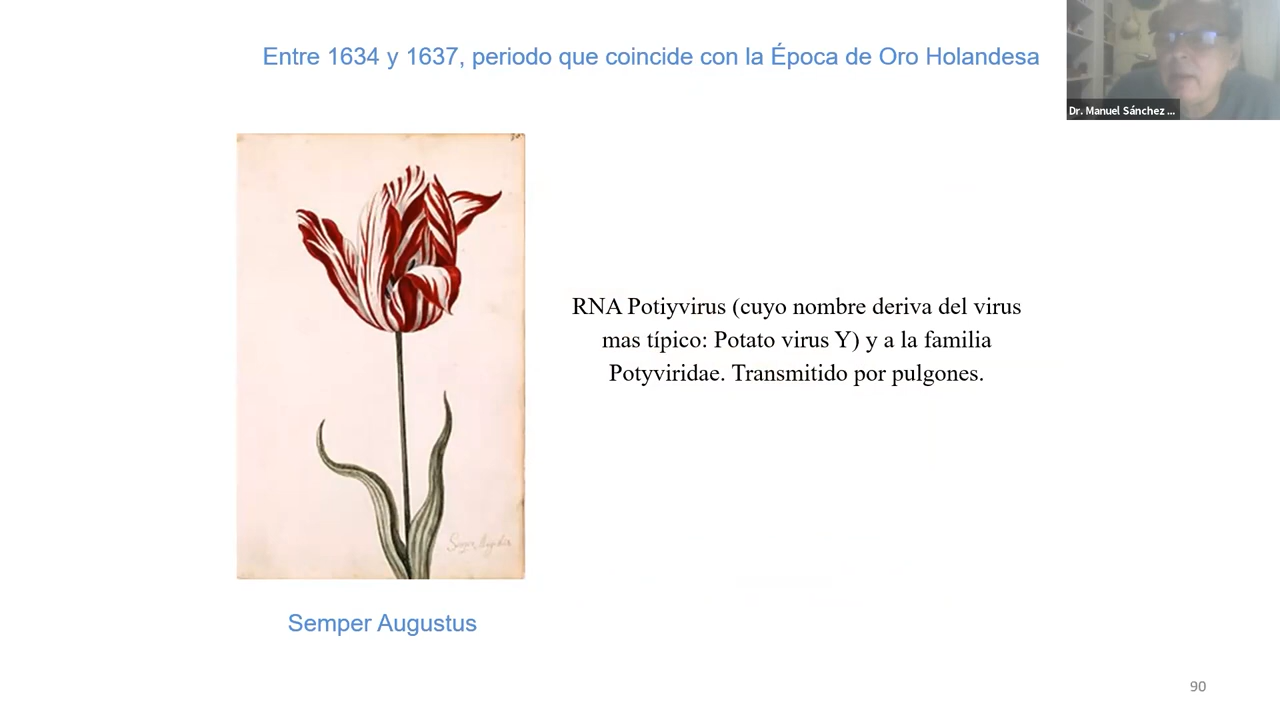 Entre 1634 y 1637, periodo que coincide con la Época de Oro Holandesa
Dr. Manuel Sánchez ...
RNA Potiyvirus (cuyo nombre deriva del virus
mas típico: Potato virus Y) y a la familia
Potyviridae. Transmitido por pulgones.
Semper Augustus
90